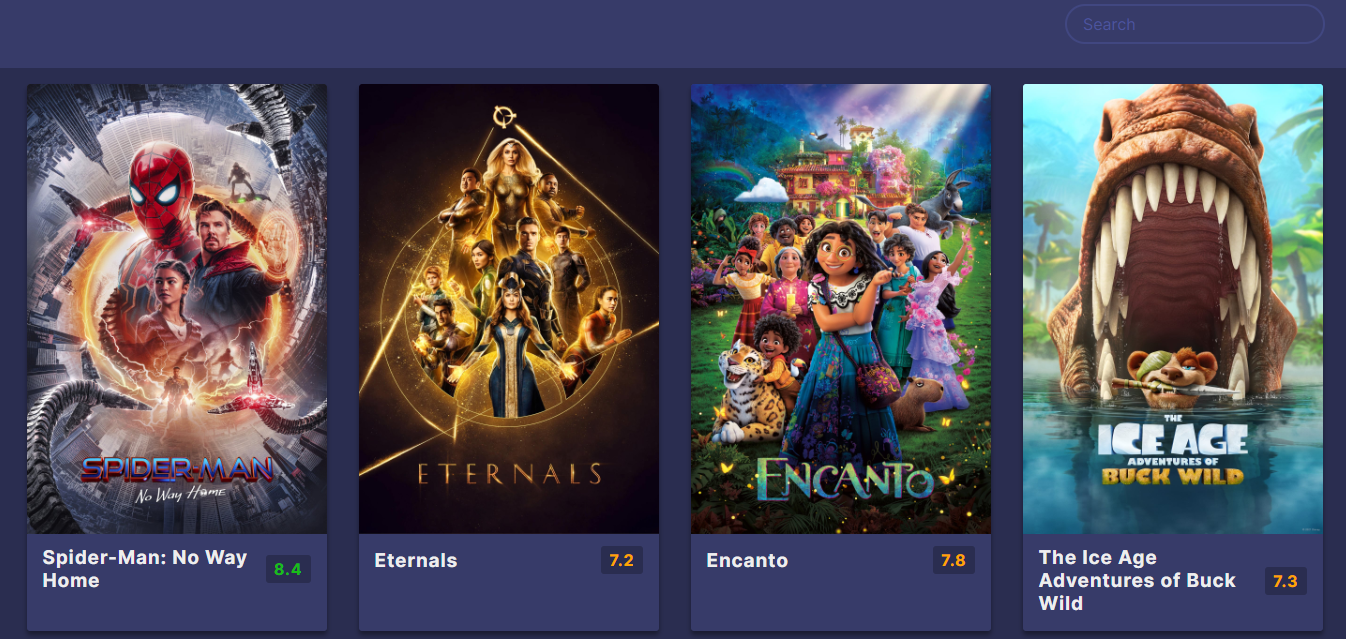 Search
SPIDER-MAN
No Way Home
ETERNALS
ENCANTO
THE
ICE AGE
ADVENTURES OF
BUCK WILD
Spider-Man: No Way
Home
8.4
Eternals
7.2
Encanto
7.8
The Ice Age
Adventures of Buck
Wild
7.3